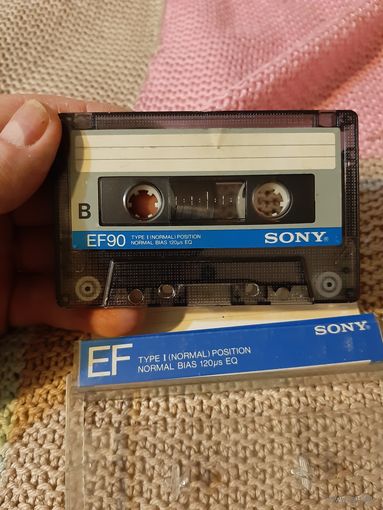 B
EF90 TYPE I (NORMAL) POSITION
NORMAL BIAS 120µs EQ
SONY®
EF TYPE I (NORMAL) POSITION
NORMAL BIAS 120µs EQ
SONY